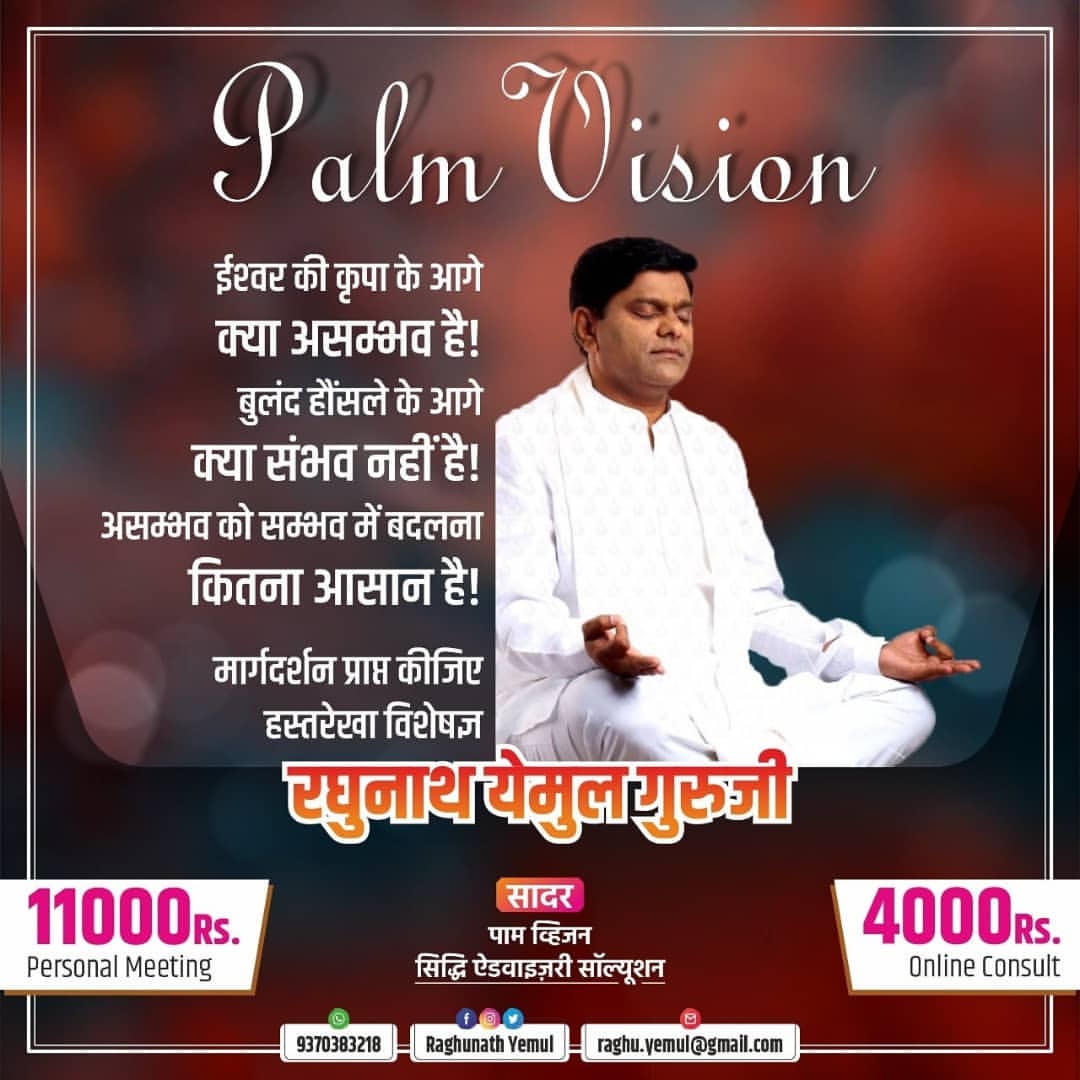 Palm Vision
ईश्वर की कृपा के आगे
क्या असम्भव है!
बुलंद हौंसले के आगे
क्या संभव नहीं है!
असम्भव को सम्भव में बदलना
कितना आसान है!
मार्गदर्शन प्राप्त कीजिए
हस्तरेखा विशेषज्ञ
रघुनाथ येमुल गुरुजी
11000Rs.
Personal Meeting
सादर
पाम व्हिजन
सिद्धि ऐडवाइज़री सॉल्यूशन
4000Rs.
Online Consult
9370383218
Raghunath Yemul
raghu.yemul@gmail.com